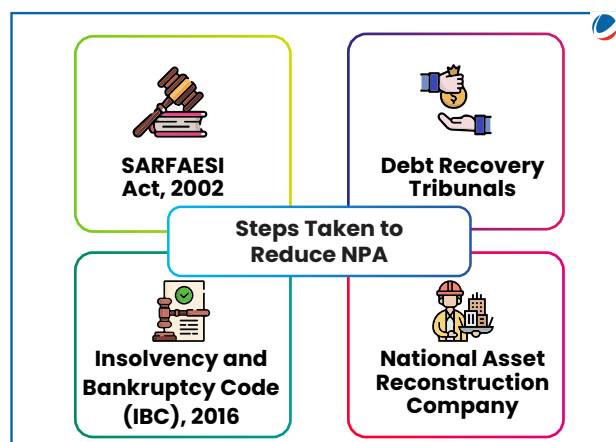 SARFAESI
Act, 2002
Debt Recovery
Tribunals
Steps Taken to
Reduce NPA
Insolvency and
Bankruptcy Code
(IBC), 2016
National Asset
Reconstruction
Company